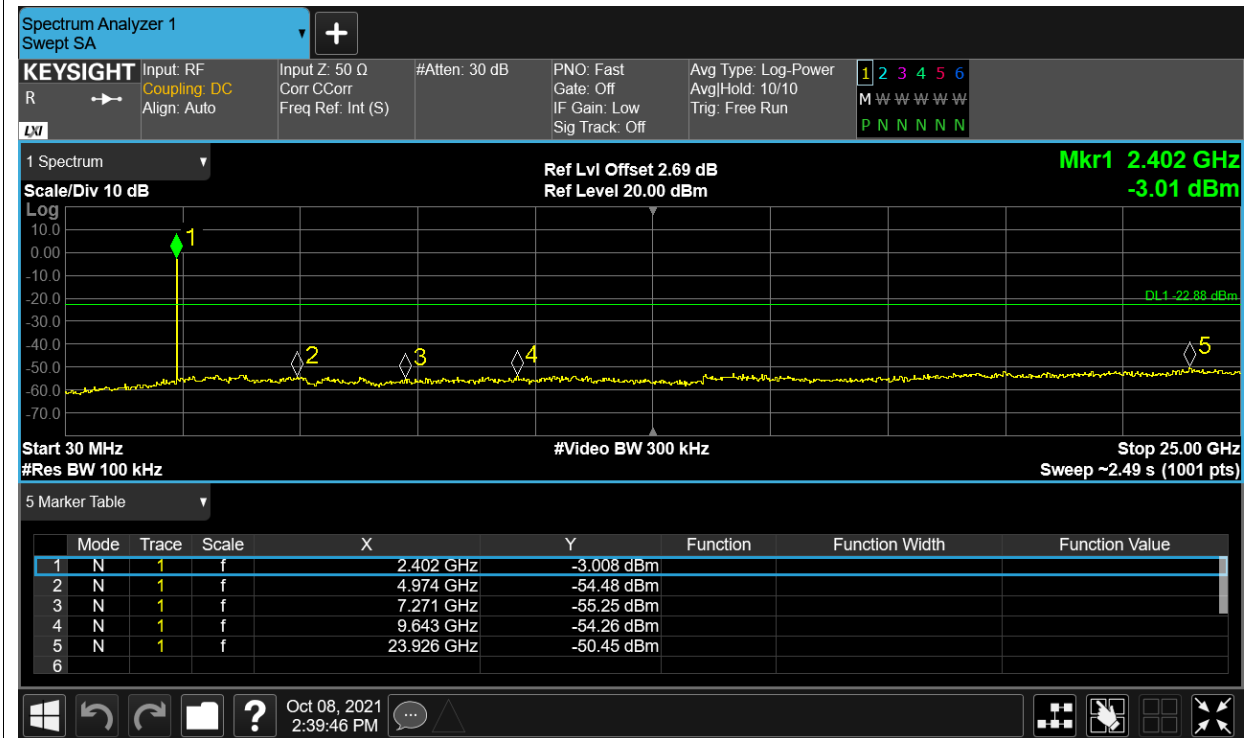 Spectrum Analyzer 1
Swept SA
KEYSIGHT
R
LXI
Input: RF
Coupling: DC
Align: Auto
Input Z: 50 Ω
Corr CCorr
Freq Ref: Int (S)
#Atten: 30 dB
PNO: Fast
Gate: Off
IF Gain: Low
Sig Track: Off
Avg Type: Log-Power
Avg|Hold: 10/10
Trig: Free Run
1 2 3 4 5 6
M W W W W W
P N N N N N
1 Spectrum
Scale/Div 10 dB
Ref Lvl Offset 2.69 dB
Ref Level 20.00 dBm
Mkr1 2.402 GHz
-3.01 dBm
Log
10.0
0.00
-10.0
-20.0
-30.0
-40.0
-50.0
-60.0
-70.0
1
2
3
4
5
DL1 -22.88 dBm
Start 30 MHz
#Res BW 100 kHz
#Video BW 300 kHz
Stop 25.00 GHz
Sweep ~2.49 s (1001 pts)
5 Marker Table
Mode Trace Scale X Y Function Function Width Function Value
1 N 1 f 2.402 GHz -3.008 dBm
2 N 1 f 4.974 GHz -54.48 dBm
3 N 1 f 7.271 GHz -55.25 dBm
4 N 1 f 9.643 GHz -54.26 dBm
5 N 1 f 23.926 GHz -50.45 dBm
6
?
Oct 08, 2021
2:39:46 PM